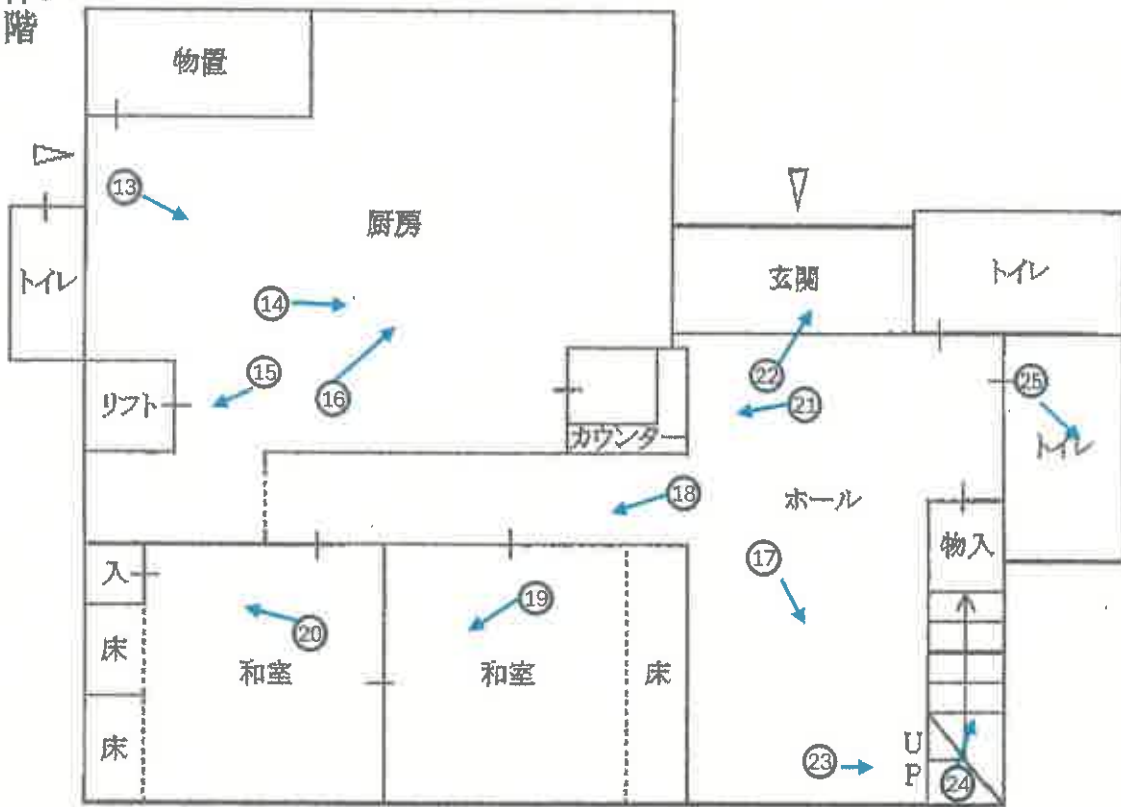 階
物置
⑬
厨房
トイレ
⑭
玄関
トイレ
⑮
リフト
⑯
㉒
㉑
㉕
カウンター
トイレ
⑱
ホール
⑰
物入
入
⑲
⑳
床
和室
和室
床
床
㉓
UP
㉔